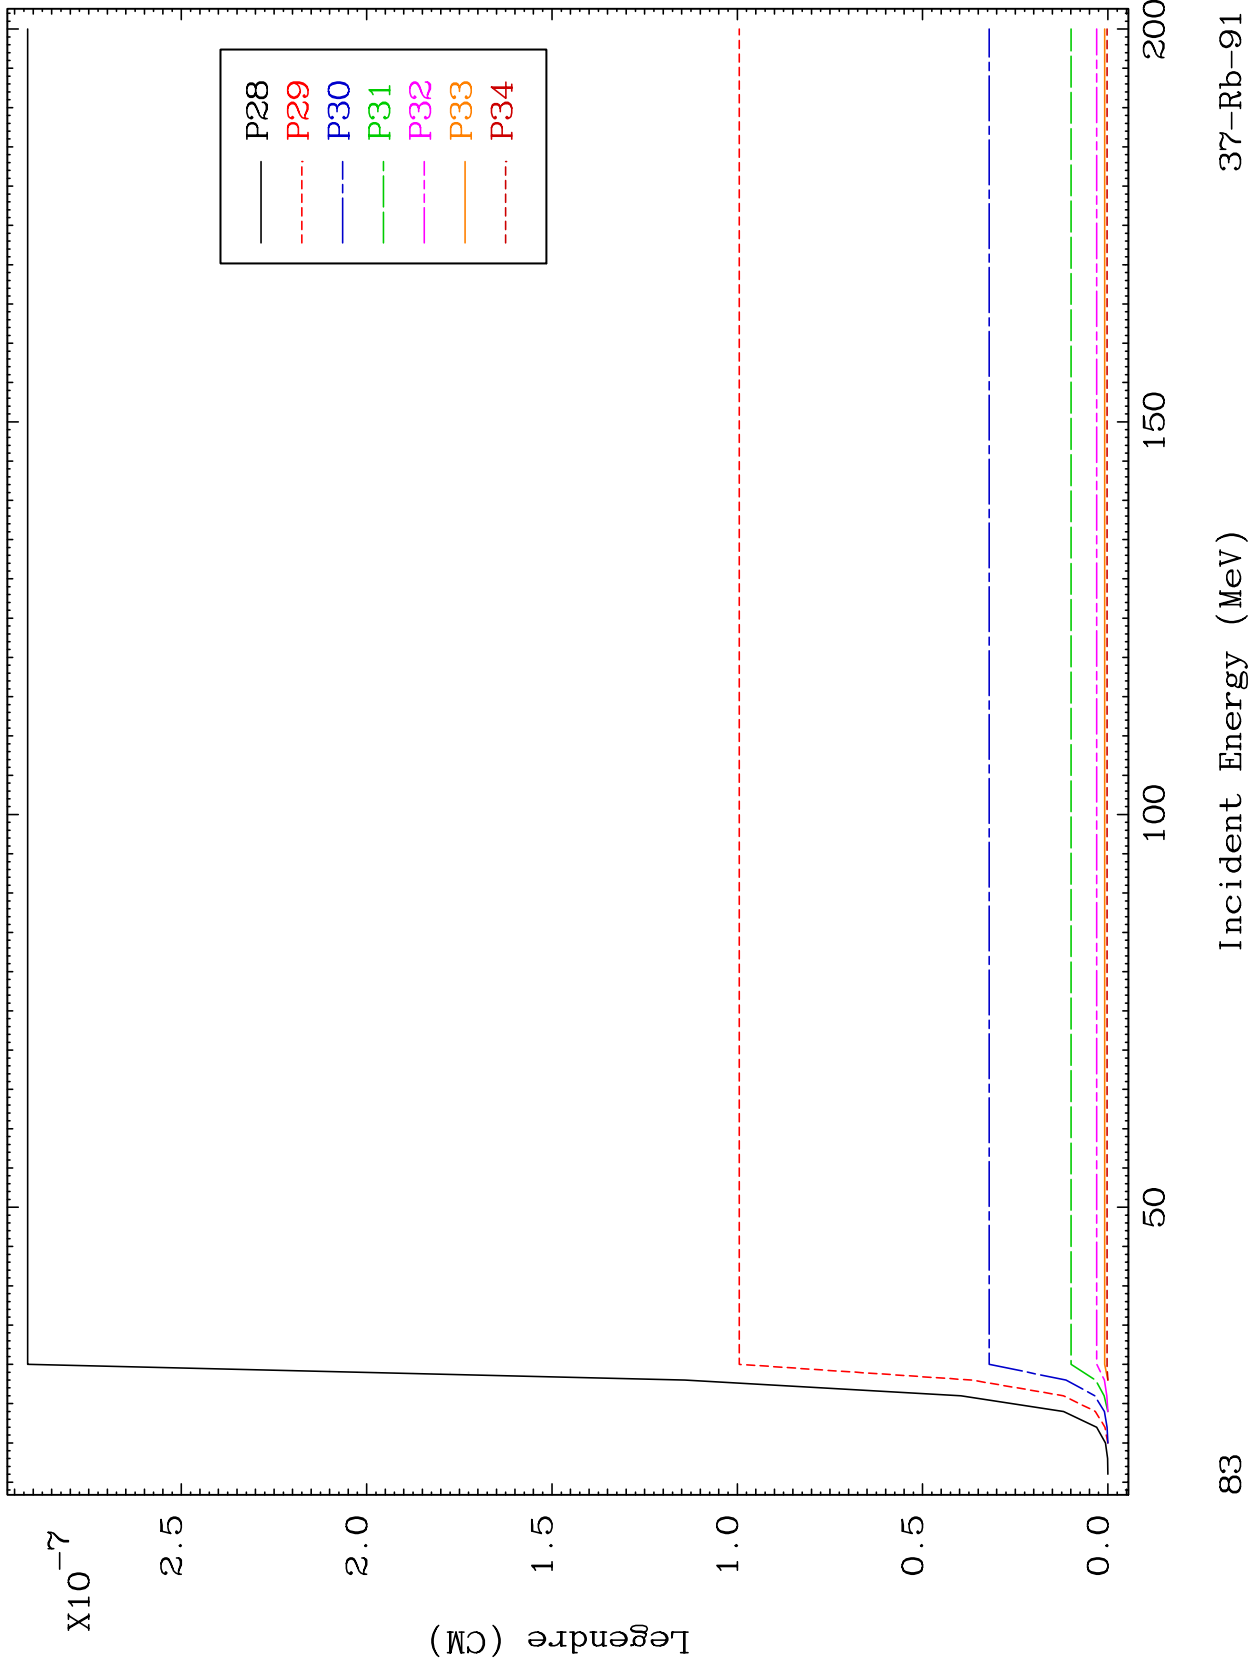 X10-7
2.5
2.0
1.5
1.0
0.5
0.0
Legendre (CM)
P28
P29
P30
P31
P32
P33
P34
50
100
150
200
Incident Energy (MeV)
83
37-Rb-91